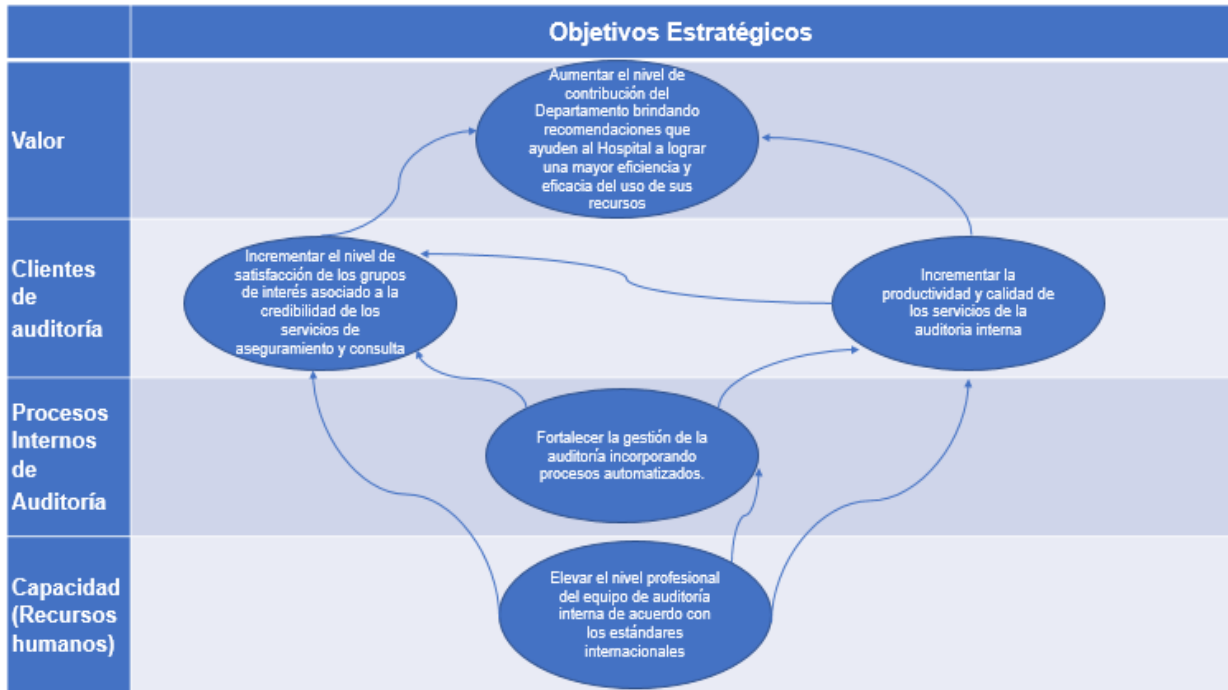 Objetivos Estratégicos
Valor
Aumentar el nivel de
contribución del
Departamento brindando
recomendaciones que
ayuden al Hospital a lograr
una mayor eficiencia y
eficacia del uso de sus
recursos
Clientes
de
auditoría
Incrementar el nivel de
satisfacción de los grupos
de interés asociado a la
credibilidad de los
servicios de
aseguramiento y consulta
Incrementar la
productividad y calidad de
los servicios de la
auditoria interna
Procesos
Internos
de
Auditoría
Fortalecer la gestión de la
auditoría incorporando
procesos automatizados.
Capacidad
(Recursos
humanos)
Elevar el nivel profesional
del equipo de auditoría
interna de acuerdo con
los estándares
internacionales